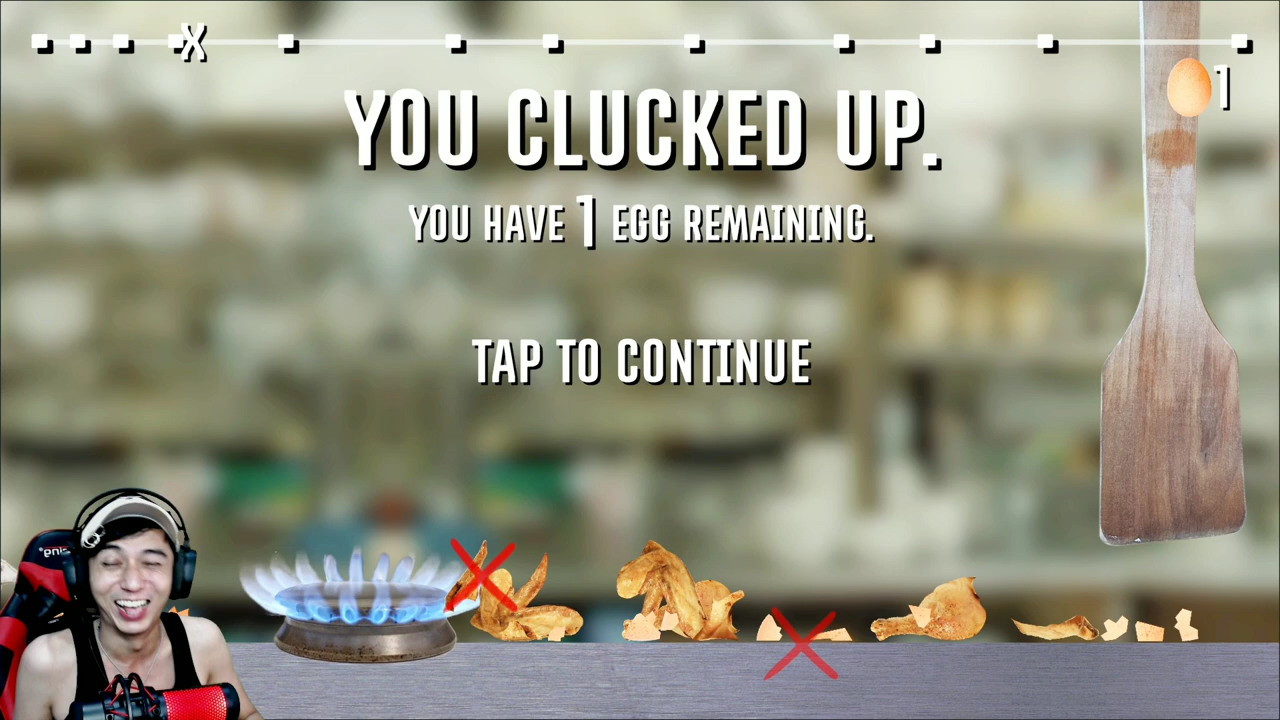 X
1
YOU CLUCKED UP.
YOU HAVE 1 EGG REMAINING.
TAP TO CONTINUE